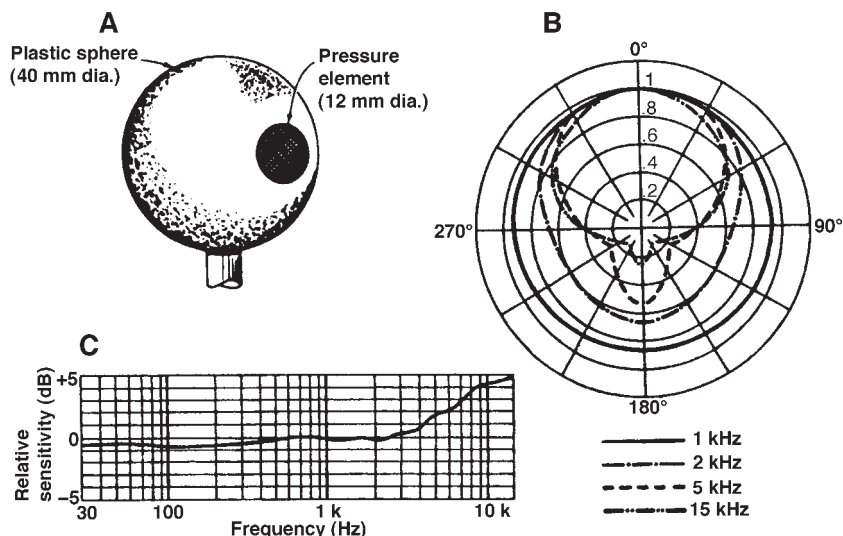 A
Plastic sphere
(40 mm dia.)
Pressure
element
(12 mm dia.)
B
0°
1
.8
.6
.4
.2
270°
90°
180°
C
Relative
sensitivity (dB)
+5
0
−5
30
100
1 k
10 k
Frequency (Hz)
1 kHz
2 kHz
5 kHz
15 kHz